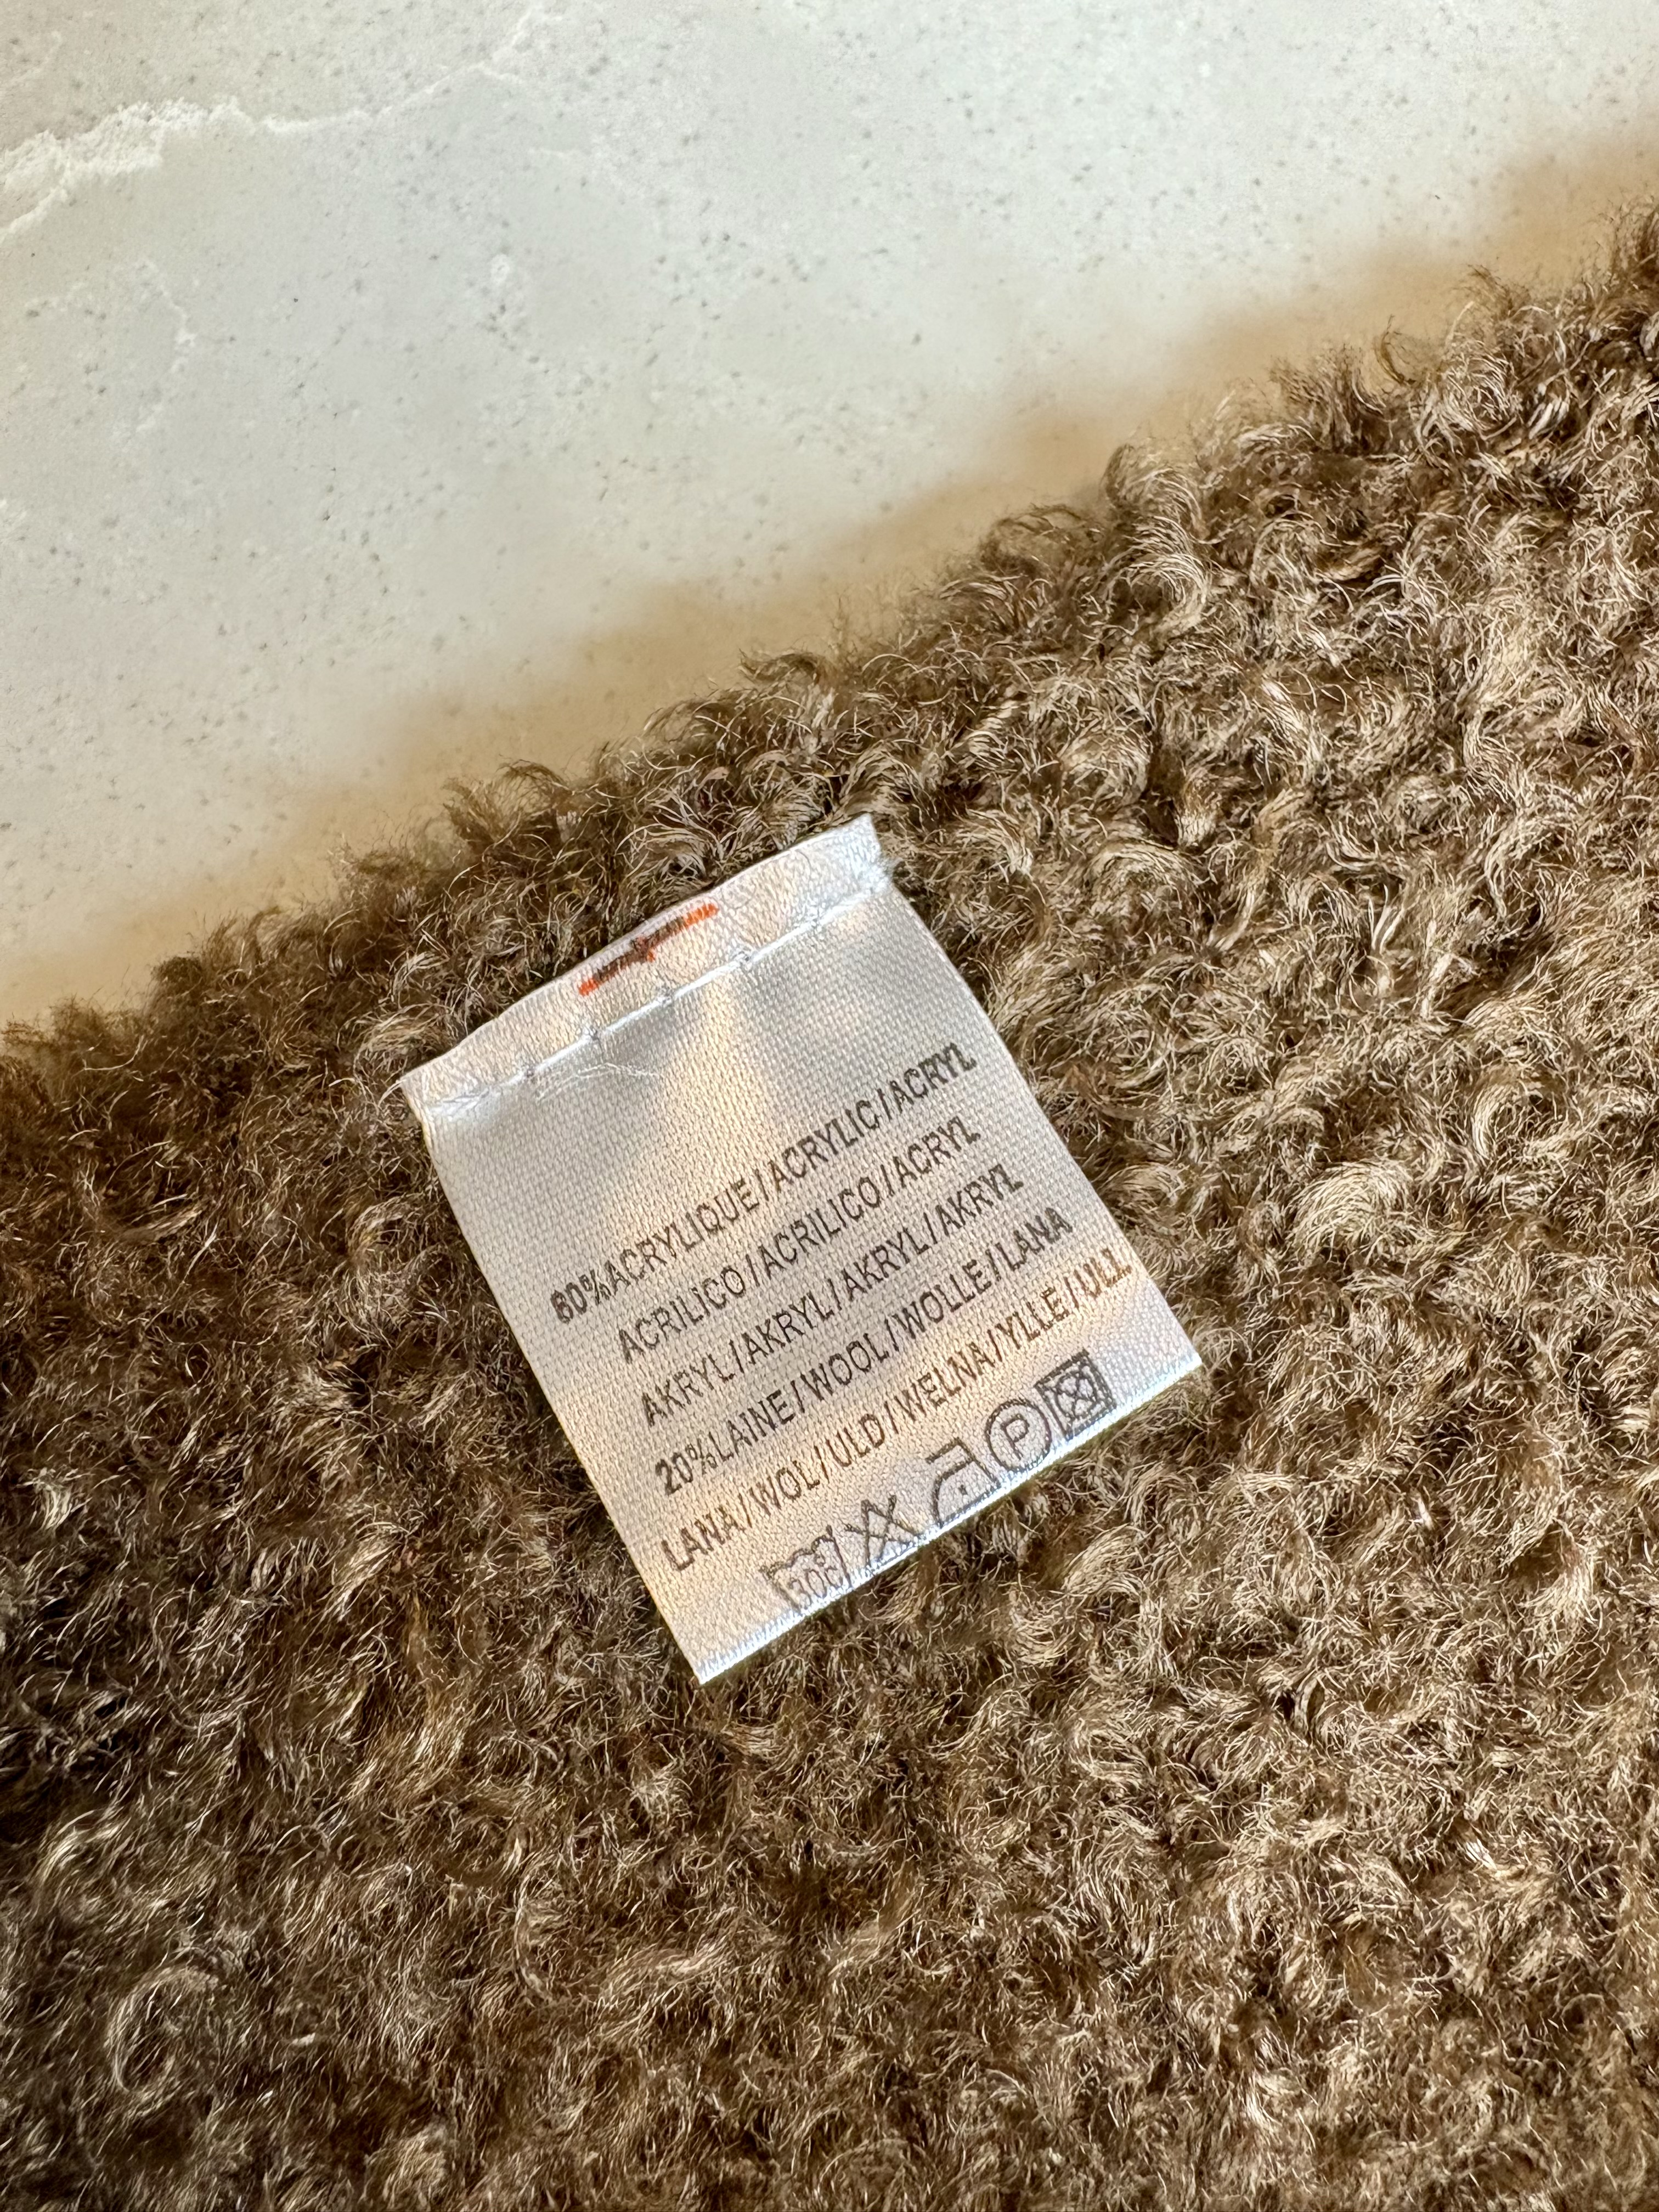 80%ACRYLIQUE/ACRYLIC/ACRYL
ACRILICO/ACRILICO/ACRYL
AKRYL/AKRYL/AKRYL/AKRYL
20%LAINE/WOOL/WOLLE/LANA
LANA/WOL/ULD/WEŁNA/YLLE/ULL
30℃
P